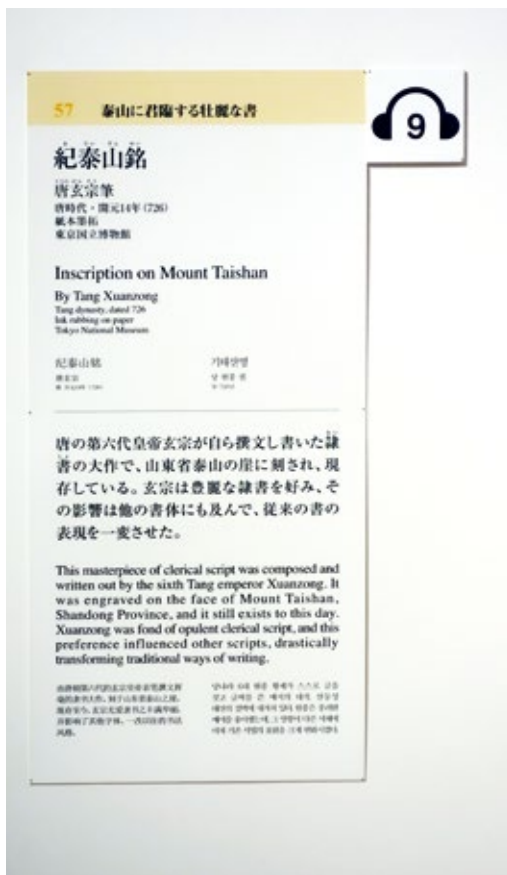 57 泰山に君臨する壮麗な書
9
紀泰山銘
唐玄宗筆
唐時代・開元14年(726)
紙本墨拓
東京国立博物館
Inscription on Mount Taishan
By Tang Xuanzong
Tang dynasty, dated 726
Ink rubbing on paper
Tokyo National Museum
纪泰山铭 기태산명
唐玄宗
唐の第六代皇帝玄宗が自ら撰文し書いた隷
書の大作で、山東省泰山の崖に刻され、現
存している。玄宗は豊麗な隷書を好み、そ
の影響は他の書体にも及んで、従来の書の
表現を一変させた。
This masterpiece of clerical script was composed and
written out by the sixth Tang emperor Xuanzong. It
was engraved on the face of Mount Taishan,
Shandong Province, and it still exists to this day.
Xuanzong was fond of opulent clerical script, and this
preference influenced other scripts, drastically
transforming traditional ways of writing.